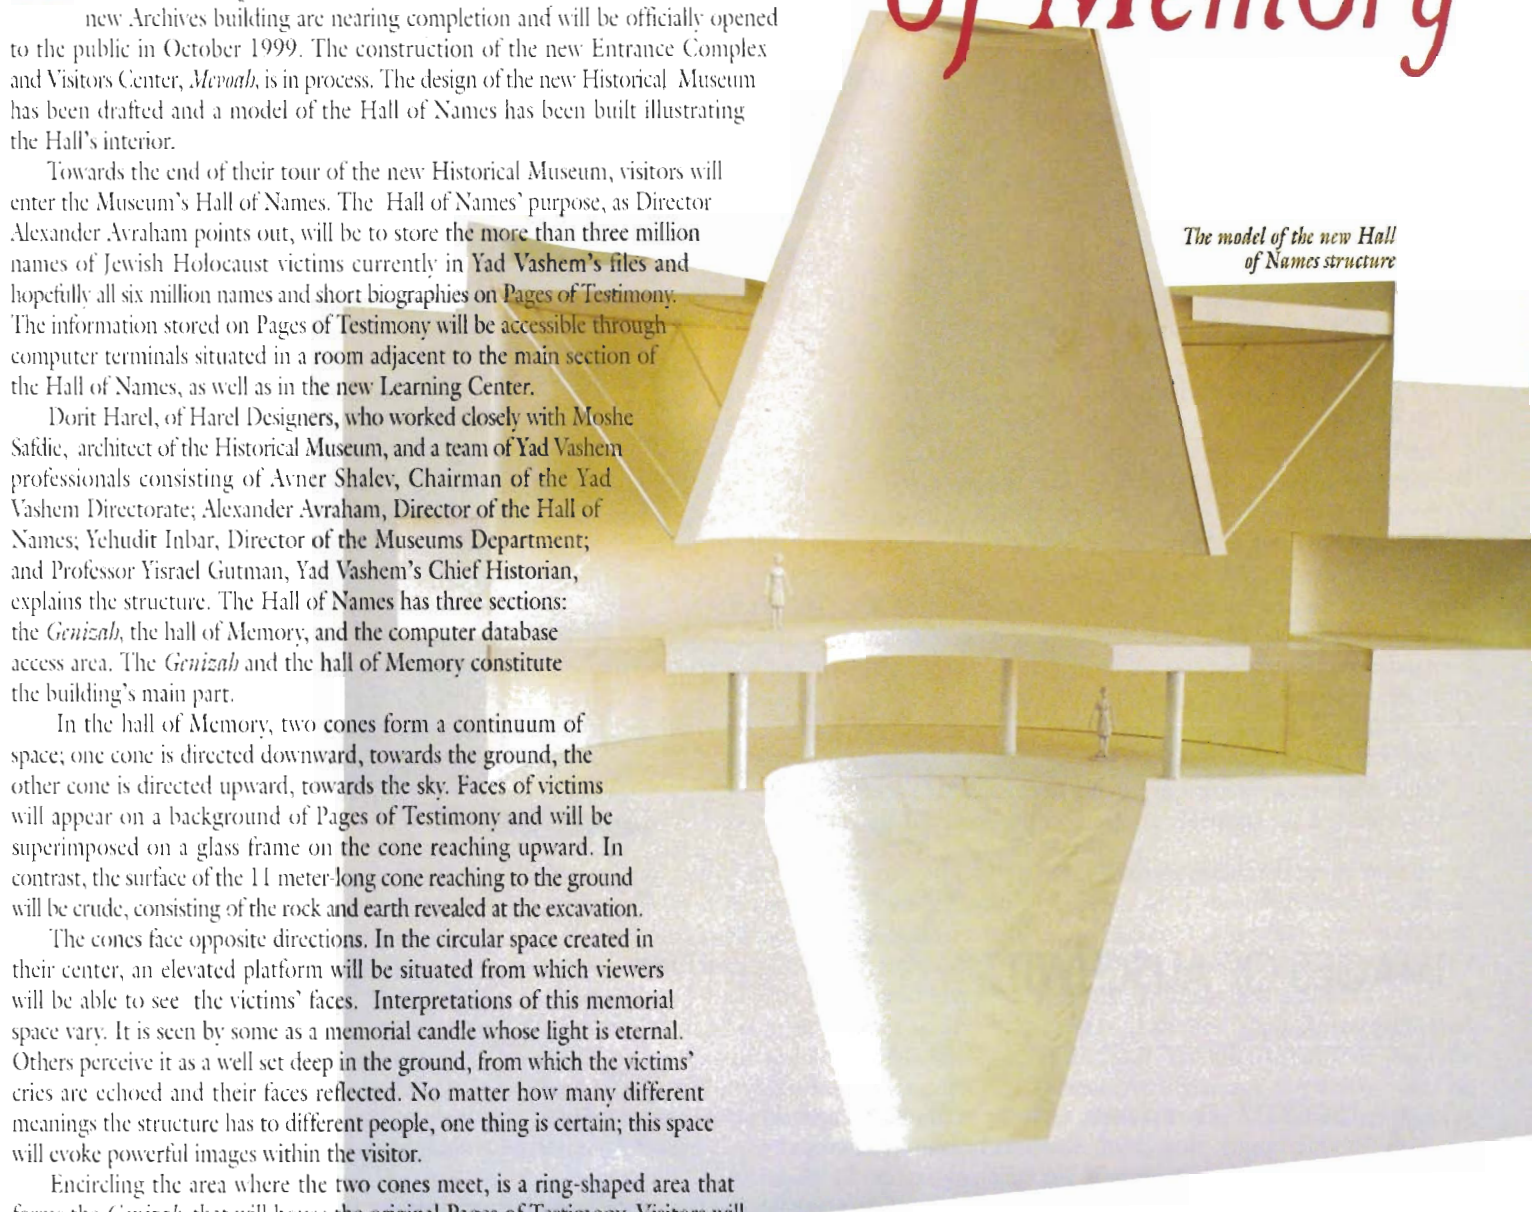 of Memory
new Archives building are nearing completion and will be officially opened
to the public in October 1999. The construction of the new Entrance Complex
and Visitors Center, Mevoah, is in process. The design of the new Historical Museum
has been drafted and a model of the Hall of Names has been built illustrating
the Hall's interior.
Towards the end of their tour of the new Historical Museum, visitors will
enter the Museum's Hall of Names. The Hall of Names' purpose, as Director
Alexander Avraham points out, will be to store the more than three million
names of Jewish Holocaust victims currently in Yad Vashem's files and
hopefully all six million names and short biographies on Pages of Testimony.
The information stored on Pages of Testimony will be accessible through
computer terminals situated in a room adjacent to the main section of
the Hall of Names, as well as in the new Learning Center.
Dorit Harel, of Harel Designers, who worked closely with Moshe
Safdie, architect of the Historical Museum, and a team of Yad Vashem
professionals consisting of Avner Shalev, Chairman of the Yad
Vashem Directorate; Alexander Avraham, Director of the Hall of
Names; Yehudit Inbar, Director of the Museums Department;
and Professor Yisrael Gutman, Yad Vashem's Chief Historian,
explains the structure. The Hall of Names has three sections:
the Genizah, the hall of Memory, and the computer database
access area. The Genizah and the hall of Memory constitute
the building's main part.
In the hall of Memory, two cones form a continuum of
space; one cone is directed downward, towards the ground, the
other cone is directed upward, towards the sky. Faces of victims
will appear on a background of Pages of Testimony and will be
superimposed on a glass frame on the cone reaching upward. In
contrast, the surface of the 11 meter-long cone reaching to the ground
will be crude, consisting of the rock and earth revealed at the excavation.
The cones face opposite directions. In the circular space created in
their center, an elevated platform will be situated from which viewers
will be able to see the victims' faces. Interpretations of this memorial
space vary. It is seen by some as a memorial candle whose light is eternal.
Others perceive it as a well set deep in the ground, from which the victims'
cries are echoed and their faces reflected. No matter how many different
meanings the structure has to different people, one thing is certain; this space
will evoke powerful images within the visitor.
Encircling the area where the two cones meet, is a ring-shaped area that
forms the Genizah that will house the original Pages of Testimony. Visitors will
The model of the new Hall
of Names structure